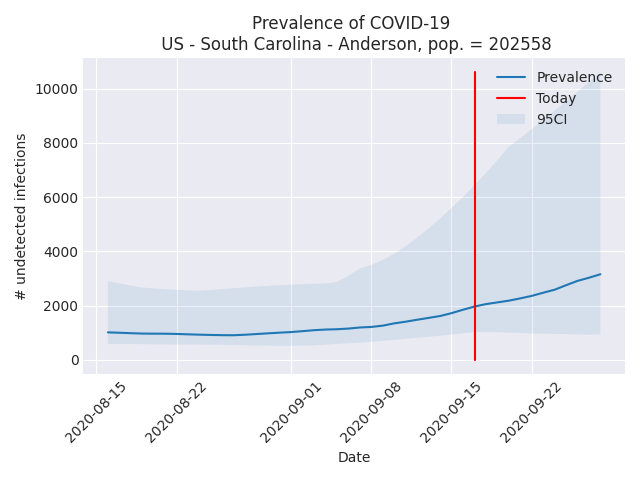 Prevalence of COVID-19
US - South Carolina - Anderson, pop. = 202558
Prevalence
Today
95CI
# undetected infections
10000
8000
6000
4000
2000
0
2020-08-15
2020-08-22
2020-09-01
2020-09-08
2020-09-15
2020-09-22
Date